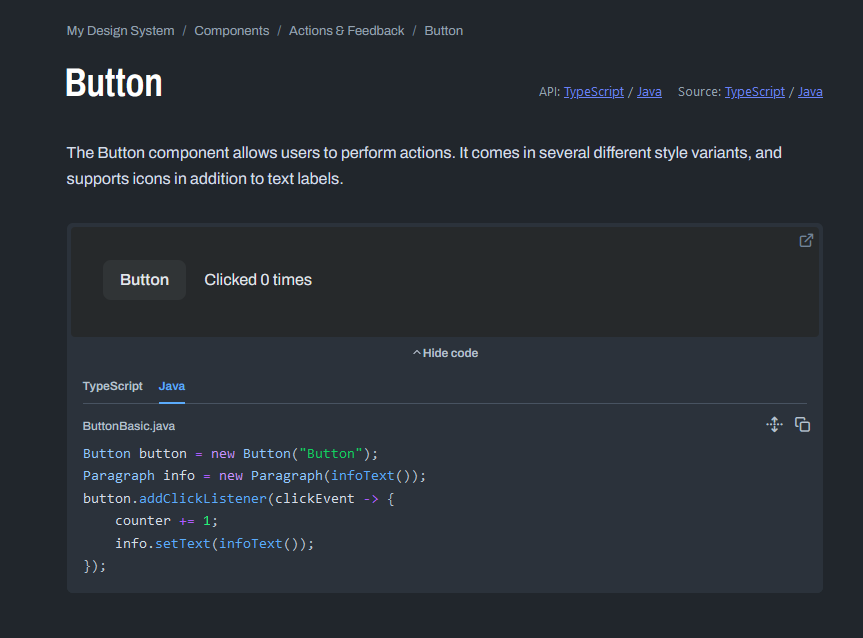 My Design System / Components / Actions & Feedback / Button
Button
API: TypeScript / Java Source: TypeScript / Java
The Button component allows users to perform actions. It comes in several different style variants, and
supports icons in addition to text labels.
Button Clicked 0 times
Hide code
TypeScript Java
ButtonBasic.java
Button button = new Button("Button");
Paragraph info = new Paragraph(infoText());
button.addClickListener(clickEvent -> {
    counter += 1;
    info.setText(infoText());
});